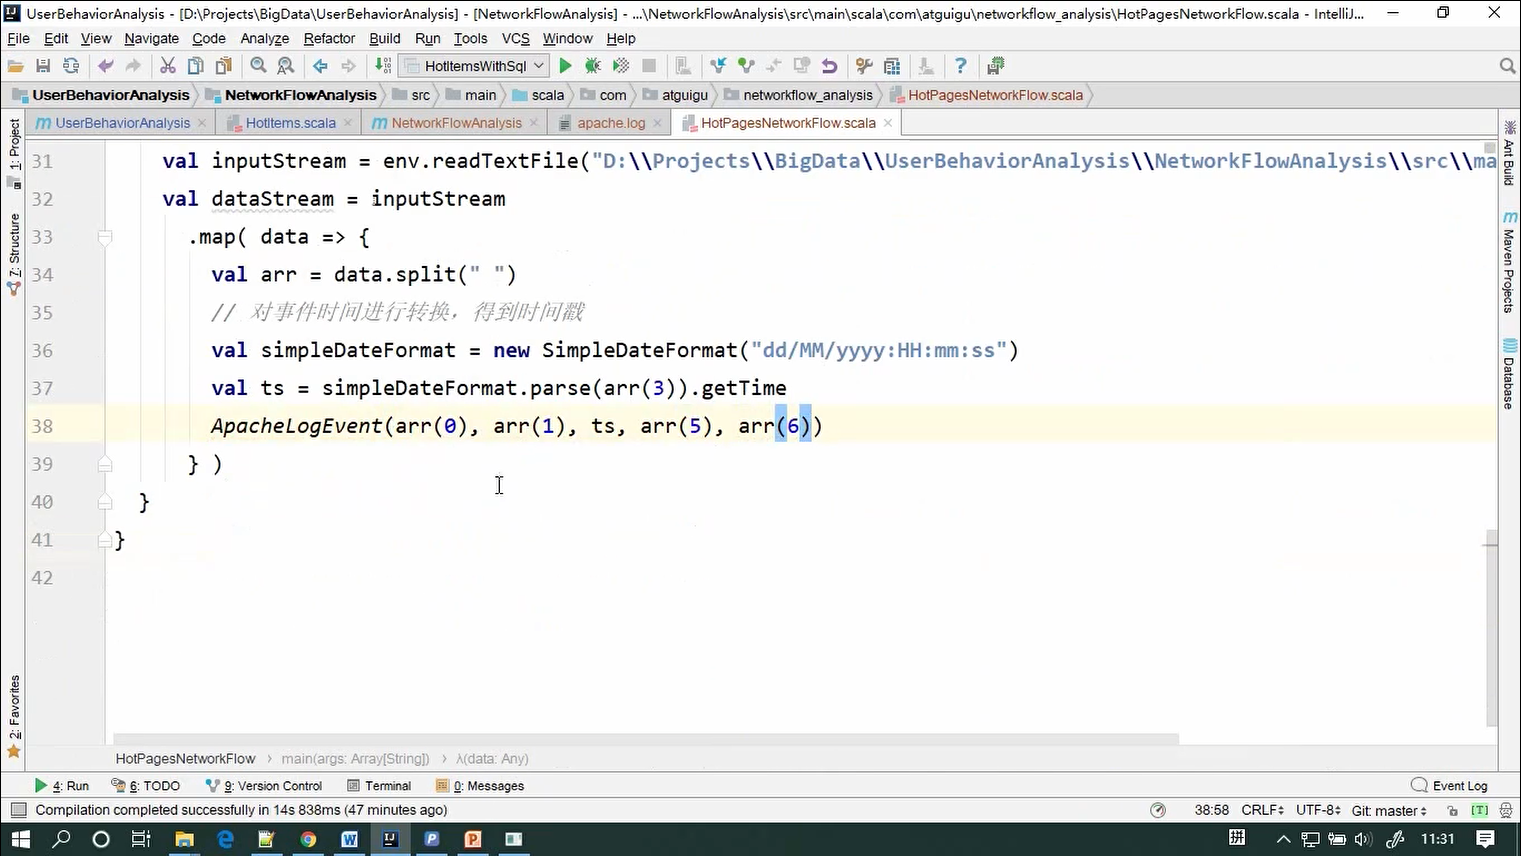 UserBehaviorAnalysis - [D:\Projects\BigData\UserBehaviorAnalysis] - [NetworkFlowAnalysis] - ...\NetworkFlowAnalysis\src\main\scala\com\atguigu\networkflow_analysis\HotPagesNetworkFlow.scala - IntelliJ...
File Edit View Navigate Code Analyze Refactor Build Run Tools VCS Window Help
HotItemsWithSql
UserBehaviorAnalysis NetworkFlowAnalysis src main scala com atguigu networkflow_analysis HotPagesNetworkFlow.scala
UserBehaviorAnalysis HotItems.scala NetworkFlowAnalysis apache.log HotPagesNetworkFlow.scala
1: Project
7: Structure
2: Favorites
31 val inputStream = env.readTextFile("D:\\Projects\\BigData\\UserBehaviorAnalysis\\NetworkFlowAnalysis\\src\\ma
32 val dataStream = inputStream
33 .map( data => {
34 val arr = data.split(" ")
35 // 对事件时间进行转换，得到时间戳
36 val simpleDateFormat = new SimpleDateFormat("dd/MM/yyyy:HH:mm:ss")
37 val ts = simpleDateFormat.parse(arr(3)).getTime
38 ApacheLogEvent(arr(0), arr(1), ts, arr(5), arr(6))
39 } )
40 }
41 }
42
Ant Build
Maven Projects
Database
HotPagesNetworkFlow main(args: Array[String]) λ(data: Any)
4: Run 6: TODO 9: Version Control Terminal 0: Messages Event Log
Compilation completed successfully in 14s 838ms (47 minutes ago) 38:58 CRLF UTF-8 Git: master [T]
11:31